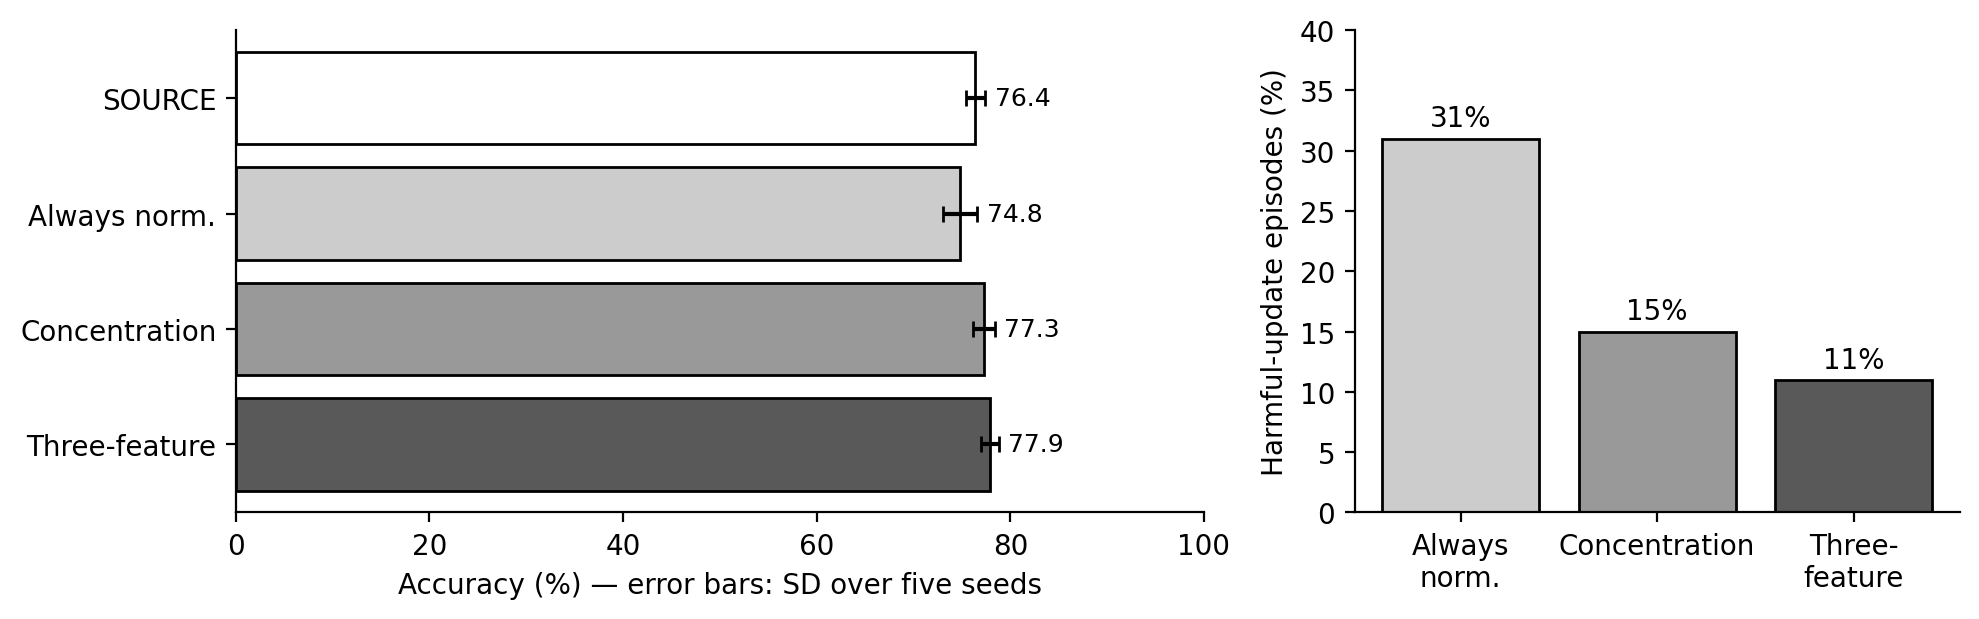 SOURCE
76.4
Always norm.
74.8
Concentration
77.3
Three-feature
77.9
0
20
40
60
80
100
Accuracy (%) — error bars: SD over five seeds
Harmful-update episodes (%)
40
35
30
25
20
15
10
5
0
31%
15%
11%
Always
norm.
Concentration
Three-
feature